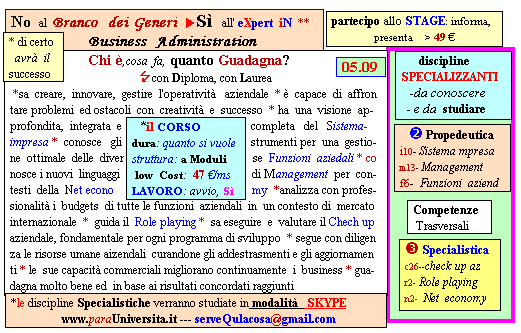 No al Branco dei Generi ▶Sì all' eXpert iN **
Business Administration
partecipo allo STAGE: informa,
presenta > 49 €
* di certo
avrà il
successo
Chi è,cosa fa, quanto Guadagna?
con Diploma, con Laurea
05.09
*sa creare, innovare, gestire l'operatività aziendale * è capace di affron
tare problemi ed ostacoli con creatività e successo * ha una visione ap-
profondita, integrata e completa del Sistema-
impresa * conosce gli strumenti per una gestio-
ne ottimale delle diver se Funzioni aziedali * co
nosce i nuovi linguaggi di Management per con-
testi della Net econo my *analizza con profes-
sionalità i budgets di tutte le funzioni aziendali in un contesto di mercato
internazionale * guida il Role playing * sa eseguire e valutare il Chech up
aziendale, fondamentale per ogni programma di sviluppo * segue con diligen
za le risorse umane aizendali curandone gli addestramenti e gli aggiornamen
ti * le sue capacità commerciali migliorano continuamente i business * gua-
dagna molto bene ed in base ai risultati concordati raggiunti
*il CORSO
dura: quanto si vuole
struttura: a Moduli
low Cost: 47 €/ms
LAVORO: avvio, Sì
discipline
SPECIALIZZANTI
-da conoscere
- e da studiare
❷ Propedeutica
i10- Sistema mpresa
m13- Management
f6- Funzioni aziend
Competenze
Trasversali
❸ Specialistica
c26--check up az
r2- Role playing
n2- Net economy
*le discipline Specialistiche verranno studiate in modalità SKYPE
www.paraUniversita.it --- serveQulacosa@gmail.com